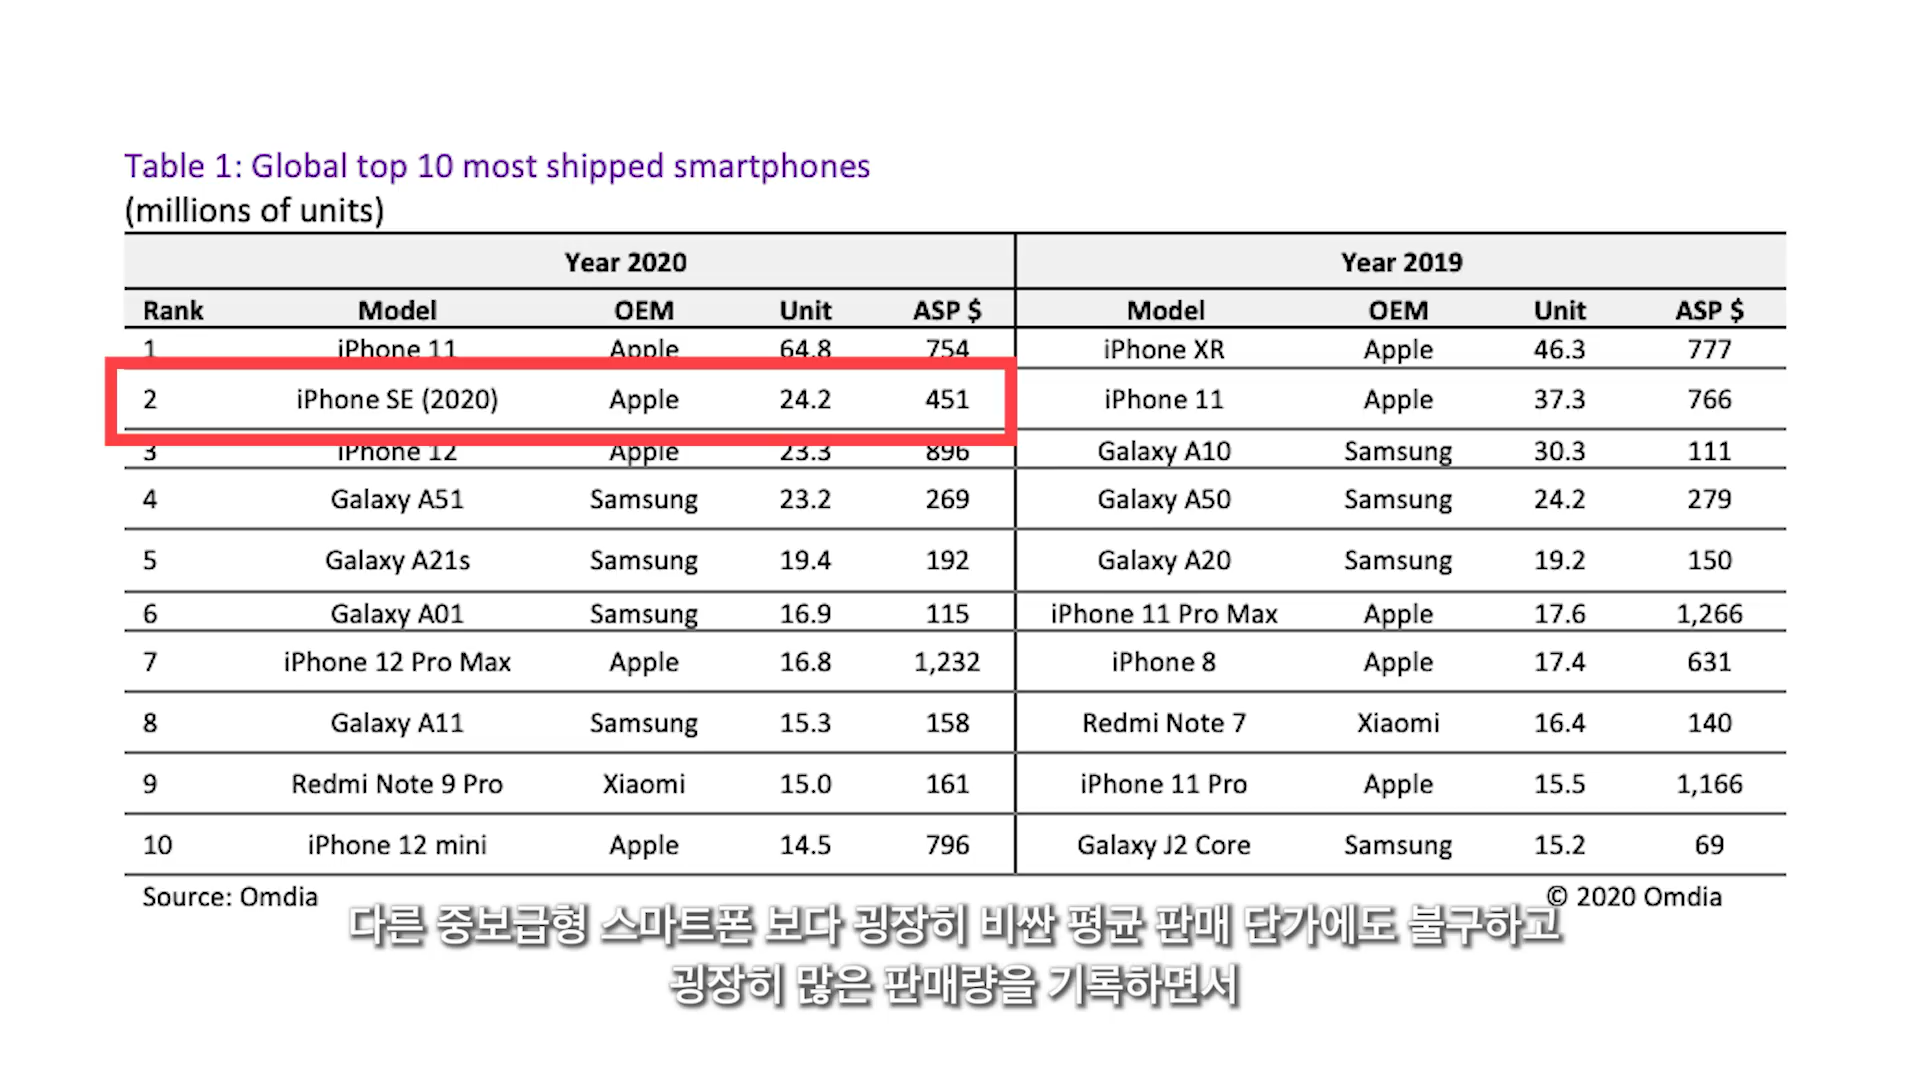 Table 1: Global top 10 most shipped smartphones
(millions of units)
Year 2020 Year 2019
Rank Model OEM Unit ASP $ Model OEM Unit ASP $
1 iPhone 11 Apple 64.8 754 iPhone XR Apple 46.3 777
2 iPhone SE (2020) Apple 24.2 451 iPhone 11 Apple 37.3 766
3 iPhone 12 Apple 23.3 896 Galaxy A10 Samsung 30.3 111
4 Galaxy A51 Samsung 23.2 269 Galaxy A50 Samsung 24.2 279
5 Galaxy A21s Samsung 19.4 192 Galaxy A20 Samsung 19.2 150
6 Galaxy A01 Samsung 16.9 115 iPhone 11 Pro Max Apple 17.6 1,266
7 iPhone 12 Pro Max Apple 16.8 1,232 iPhone 8 Apple 17.4 631
8 Galaxy A11 Samsung 15.3 158 Redmi Note 7 Xiaomi 16.4 140
9 Redmi Note 9 Pro Xiaomi 15.0 161 iPhone 11 Pro Apple 15.5 1,166
10 iPhone 12 mini Apple 14.5 796 Galaxy J2 Core Samsung 15.2 69
Source: Omdia © 2020 Omdia
다른 중보급형 스마트폰 보다 굉장히 비싼 평균 판매 단가에도 불구하고
굉장히 많은 판매량을 기록하면서